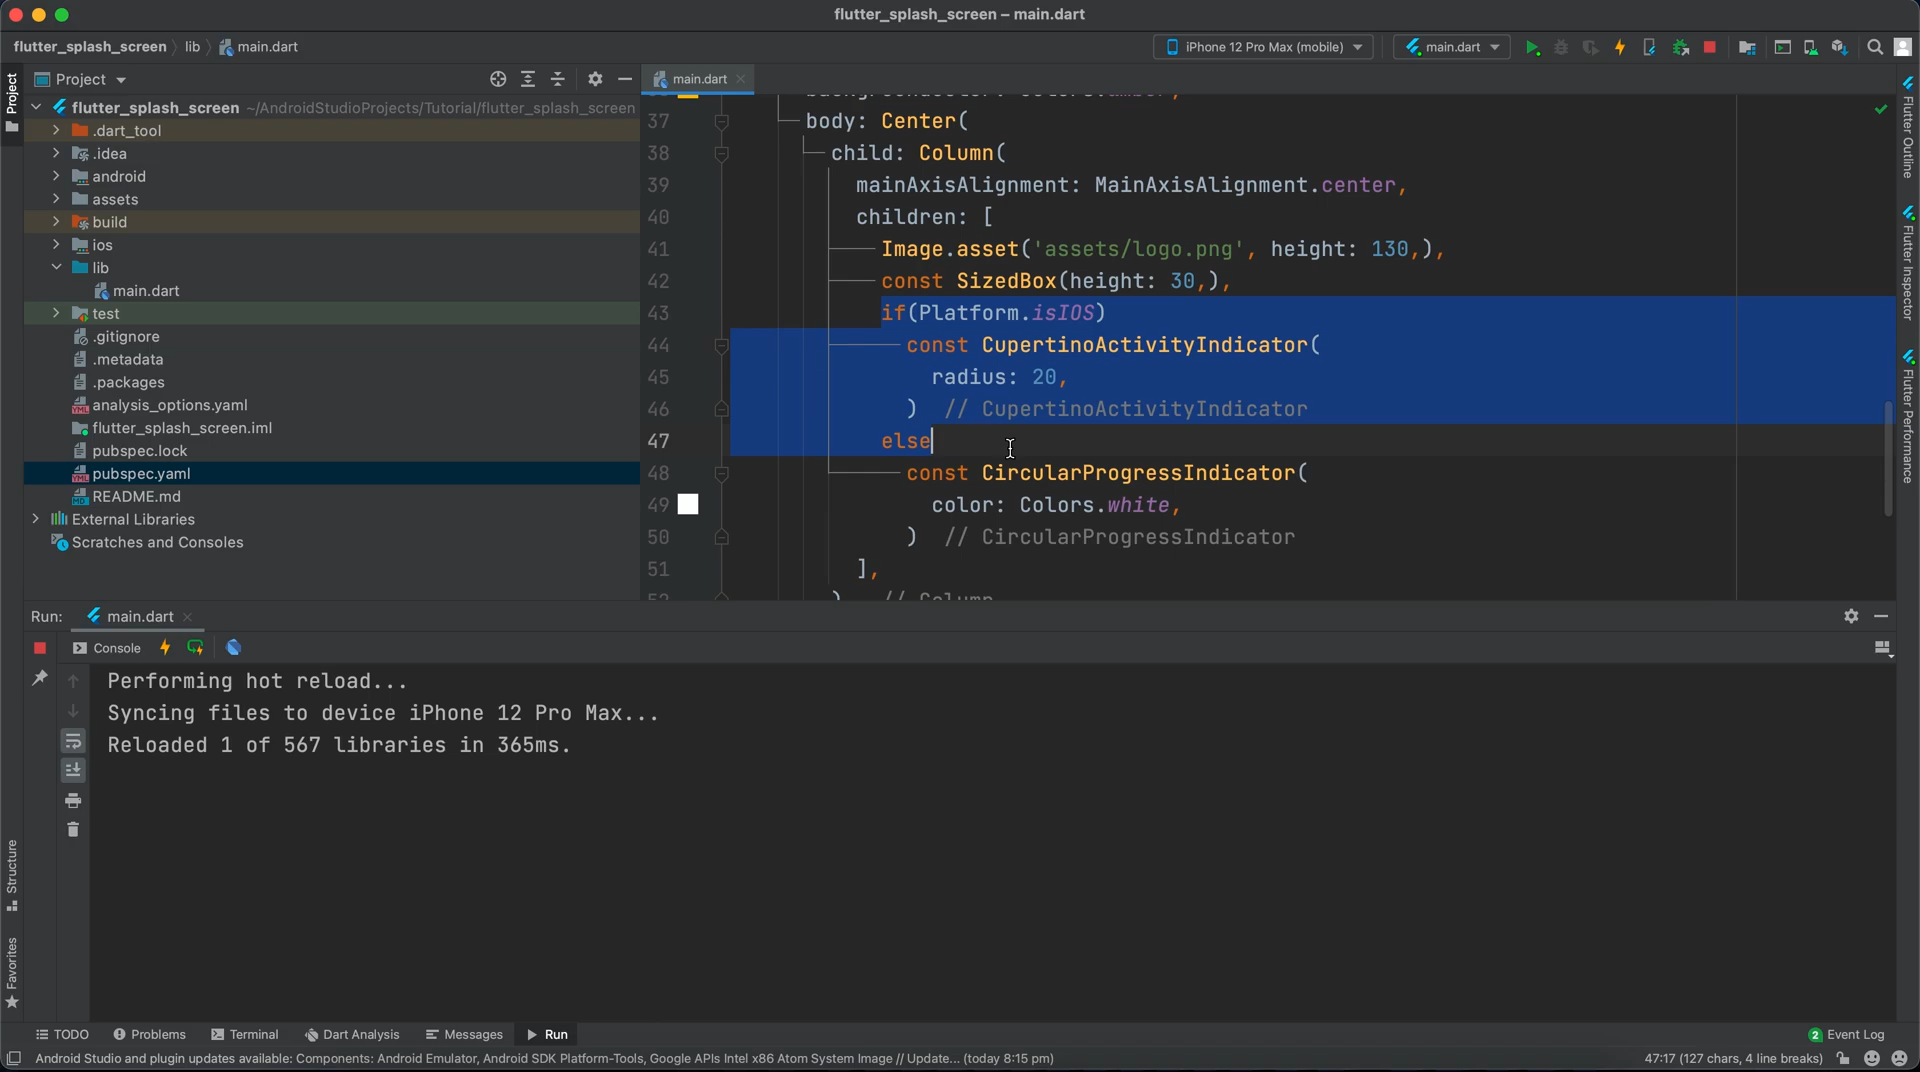 flutter_splash_screen – main.dart
flutter_splash_screen lib main.dart
iPhone 12 Pro Max (mobile) main.dart
Project
Project
main.dart
flutter_splash_screen ~/AndroidStudioProjects/Tutorial/flutter_splash_screen
.dart_tool
.idea
android
assets
build
ios
lib
main.dart
test
.gitignore
.metadata
.packages
analysis_options.yaml
flutter_splash_screen.iml
pubspec.lock
pubspec.yaml
README.md
External Libraries
Scratches and Consoles
37 body: Center(
38 child: Column(
39 mainAxisAlignment: MainAxisAlignment.center,
40 children: [
41 Image.asset('assets/logo.png', height: 130,),
42 const SizedBox(height: 30,),
43 if(Platform.isIOS)
44 const CupertinoActivityIndicator(
45 radius: 20,
46 ) // CupertinoActivityIndicator
47 else
48 const CircularProgressIndicator(
49 color: Colors.white,
50 ) // CircularProgressIndicator
51 ],
52 ) // Column
Flutter Outline
Flutter Inspector
Flutter Performance
Run: main.dart
Console
Performing hot reload...
Syncing files to device iPhone 12 Pro Max...
Reloaded 1 of 567 libraries in 365ms.
Structure
Favorites
TODO Problems Terminal Dart Analysis Messages Run 2 Event Log
Android Studio and plugin updates available: Components: Android Emulator, Android SDK Platform-Tools, Google APIs Intel x86 Atom System Image // Update... (today 8:15 pm) 47:17 (127 chars, 4 line breaks)